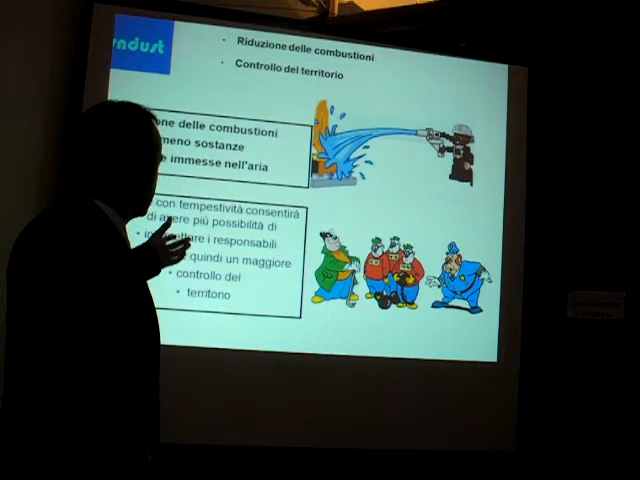 ndust
• Riduzione delle combustioni
• Controllo del territorio
one delle combustioni
meno sostanze
e immesse nell'aria
con tempestività consentirà
di avere più possibilità di
i responsabili
quindi un maggiore
• controllo del
• territorio